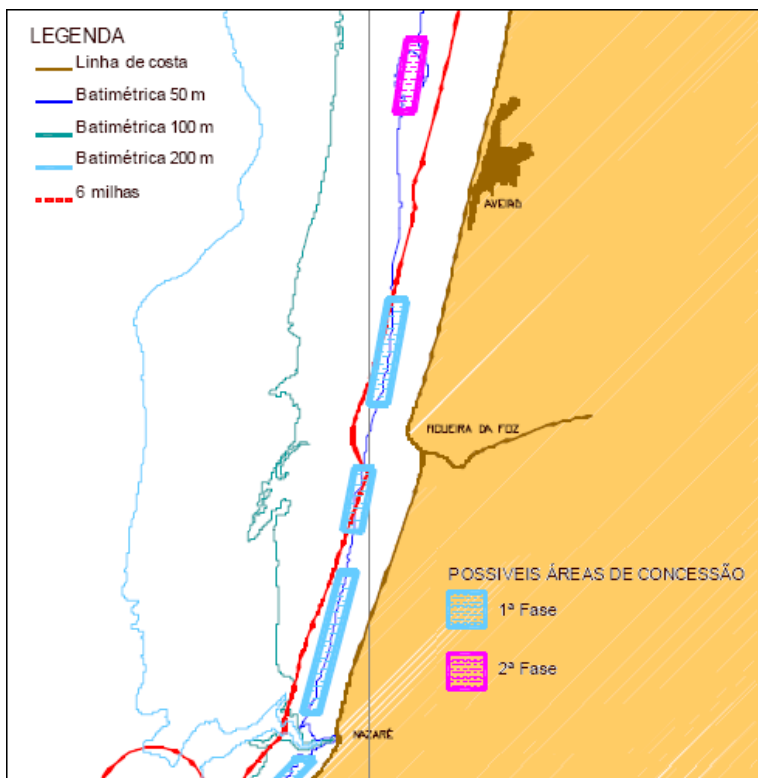 LEGENDA
Linha de costa
Batimétrica 50 m
Batimétrica 100 m
Batimétrica 200 m
6 milhas
AVEIRO
FIGUEIRA DA FOZ
POSSIVEIS ÁREAS DE CONCESSÃO
1ª Fase
2ª Fase
NAZARÉ